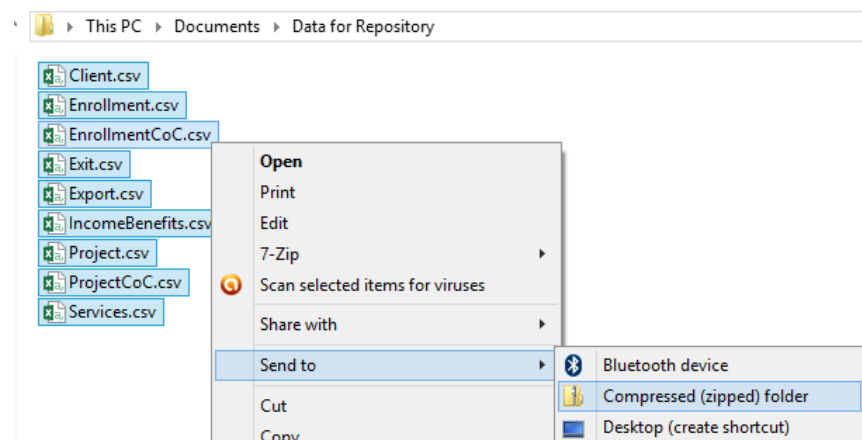 This PC Documents Data for Repository
Client.csv
Enrollment.csv
EnrollmentCoC.csv
Exit.csv
Export.csv
IncomeBenefits.csv
Project.csv
ProjectCoC.csv
Services.csv
Open
Print
Edit
7-Zip
Scan selected items for viruses
Share with
Send to
Cut
Copy
Bluetooth device
Compressed (zipped) folder
Desktop (create shortcut)